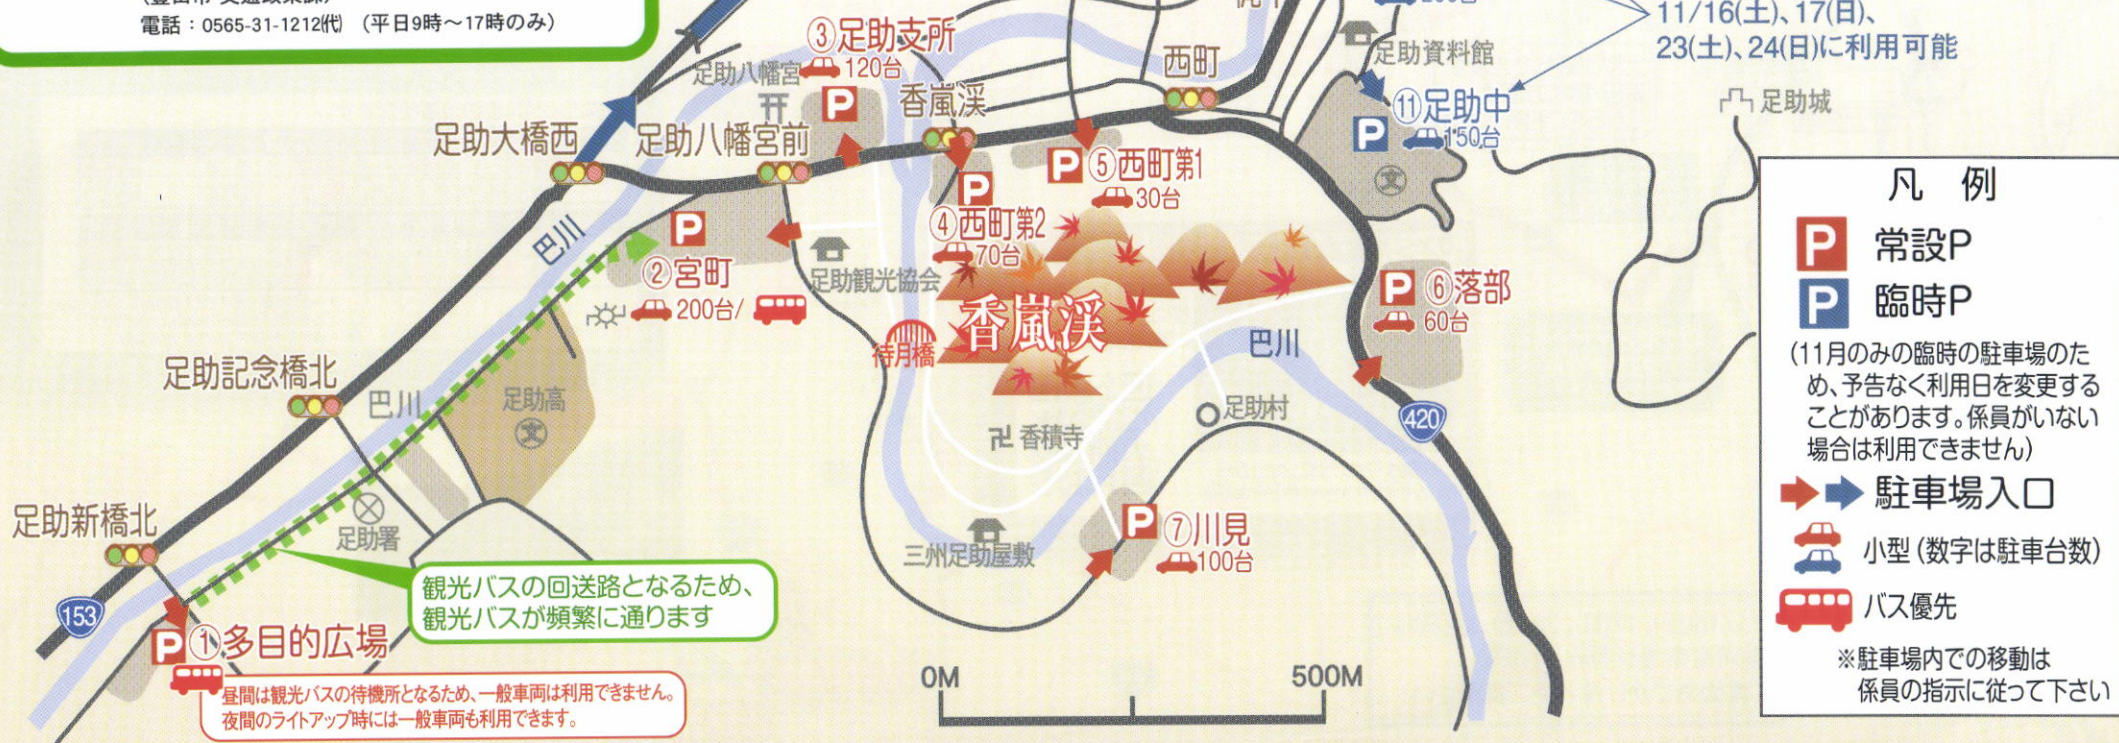 電話：0565-31-1212㈹ （平日9時～17時のみ）
③足助支所
120台
足助八幡宮
P
香嵐渓
西町
足助資料館
11/16(土)、17(日)、
23(土)、24(日)に利用可能
⑪足助中
P
150台
文
足助城
足助大橋西
足助八幡宮前
P
⑤西町第1
30台
P
④西町第2
70台
巴川
P
②宮町
200台/
足助観光協会
待月橋
香嵐渓
巴川
P
⑥落部
60台
420
足助記念橋北
巴川
足助高
文
足助村
卍香積寺
足助新橋北
足助署
三州足助屋敷
P
⑦川見
100台
観光バスの回送路となるため、
観光バスが頻繁に通ります
153
P
①多目的広場
昼間は観光バスの待機所となるため、一般車両は利用できません。
夜間のライトアップ時には一般車両も利用できます。
0M
500M
凡 例
P 常設P
P 臨時P
(11月のみの臨時の駐車場のた
め、予告なく利用日を変更する
ことがあります。係員がいない
場合は利用できません)
駐車場入口
小型(数字は駐車台数)
バス優先
※駐車場内での移動は
係員の指示に従って下さい